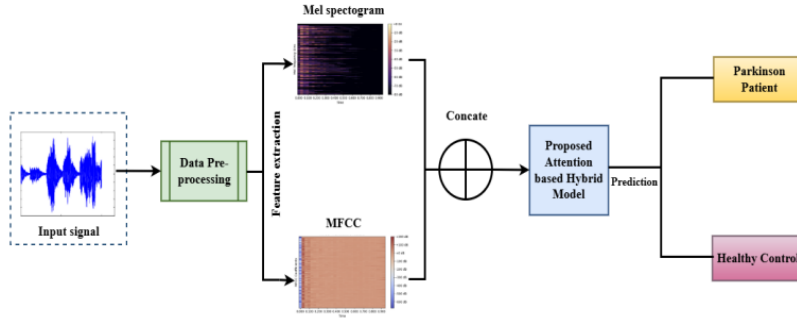 Mel spectogram
Concate
Input signal
Data Pre-
processing
Feature extraction
MFCC
Proposed
Attention
based Hybrid
Model
Prediction
Parkinson
Patient
Healthy Control